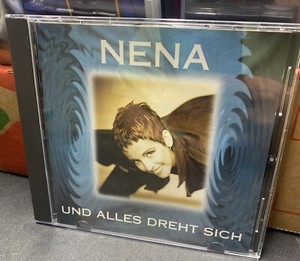 NENA
UND ALLES DREHT SICH